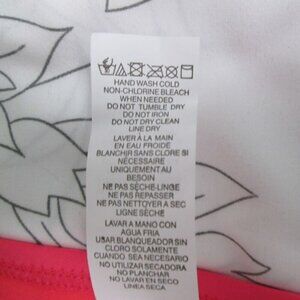 HAND WASH COLD
NON-CHLORINE BLEACH
WHEN NEEDED
DO NOT TUMBLE DRY
DO NOT IRON
DO NOT DRY CLEAN
LINE DRY
LAVER À LA MAIN
EN EAU FROIDE
BLANCHIR SANS CLORE SI
NÉCESSAIRE
UNIQUEMENT AU
BESOIN
NE PAS SÈCHE-LINGE
NE PAS REPASSER
NE PAS NETTOYER A SEC
LIGNE SÈCHE
LAVAR A MANO CON
AGUA FRIA
USAR BLANQUEADOR SIN
CLORO SOLAMENTE
CUANDO SEA NECESARIO
NO UTILIZAR SECADORA
NO PLANCHAR
NO LAVAR EN SECO
LINEA SECA